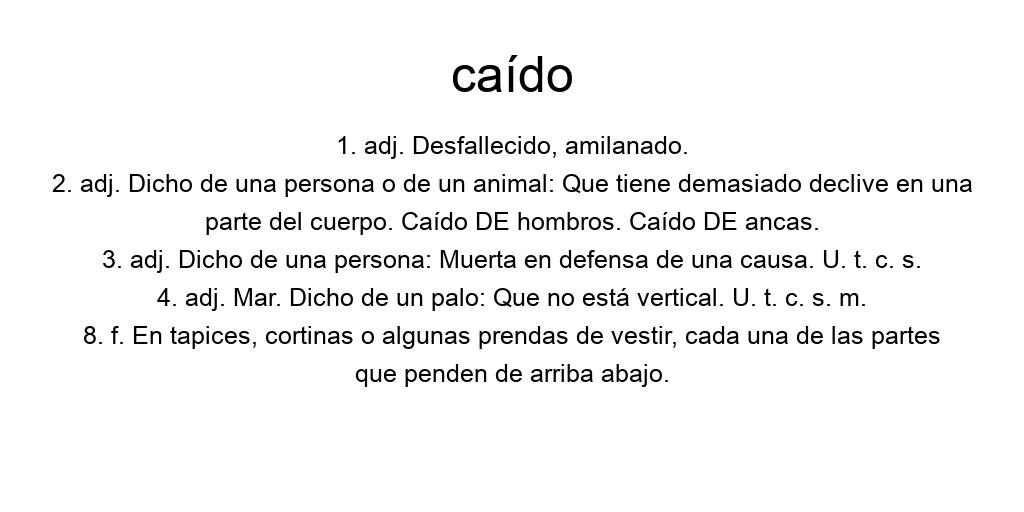 caído
1. adj. Desfallecido, amilanado.
2. adj. Dicho de una persona o de un animal: Que tiene demasiado declive en una
parte del cuerpo. Caído DE hombros. Caído DE ancas.
3. adj. Dicho de una persona: Muerta en defensa de una causa. U. t. c. s.
4. adj. Mar. Dicho de un palo: Que no está vertical. U. t. c. s. m.
8. f. En tapices, cortinas o algunas prendas de vestir, cada una de las partes
que penden de arriba abajo.